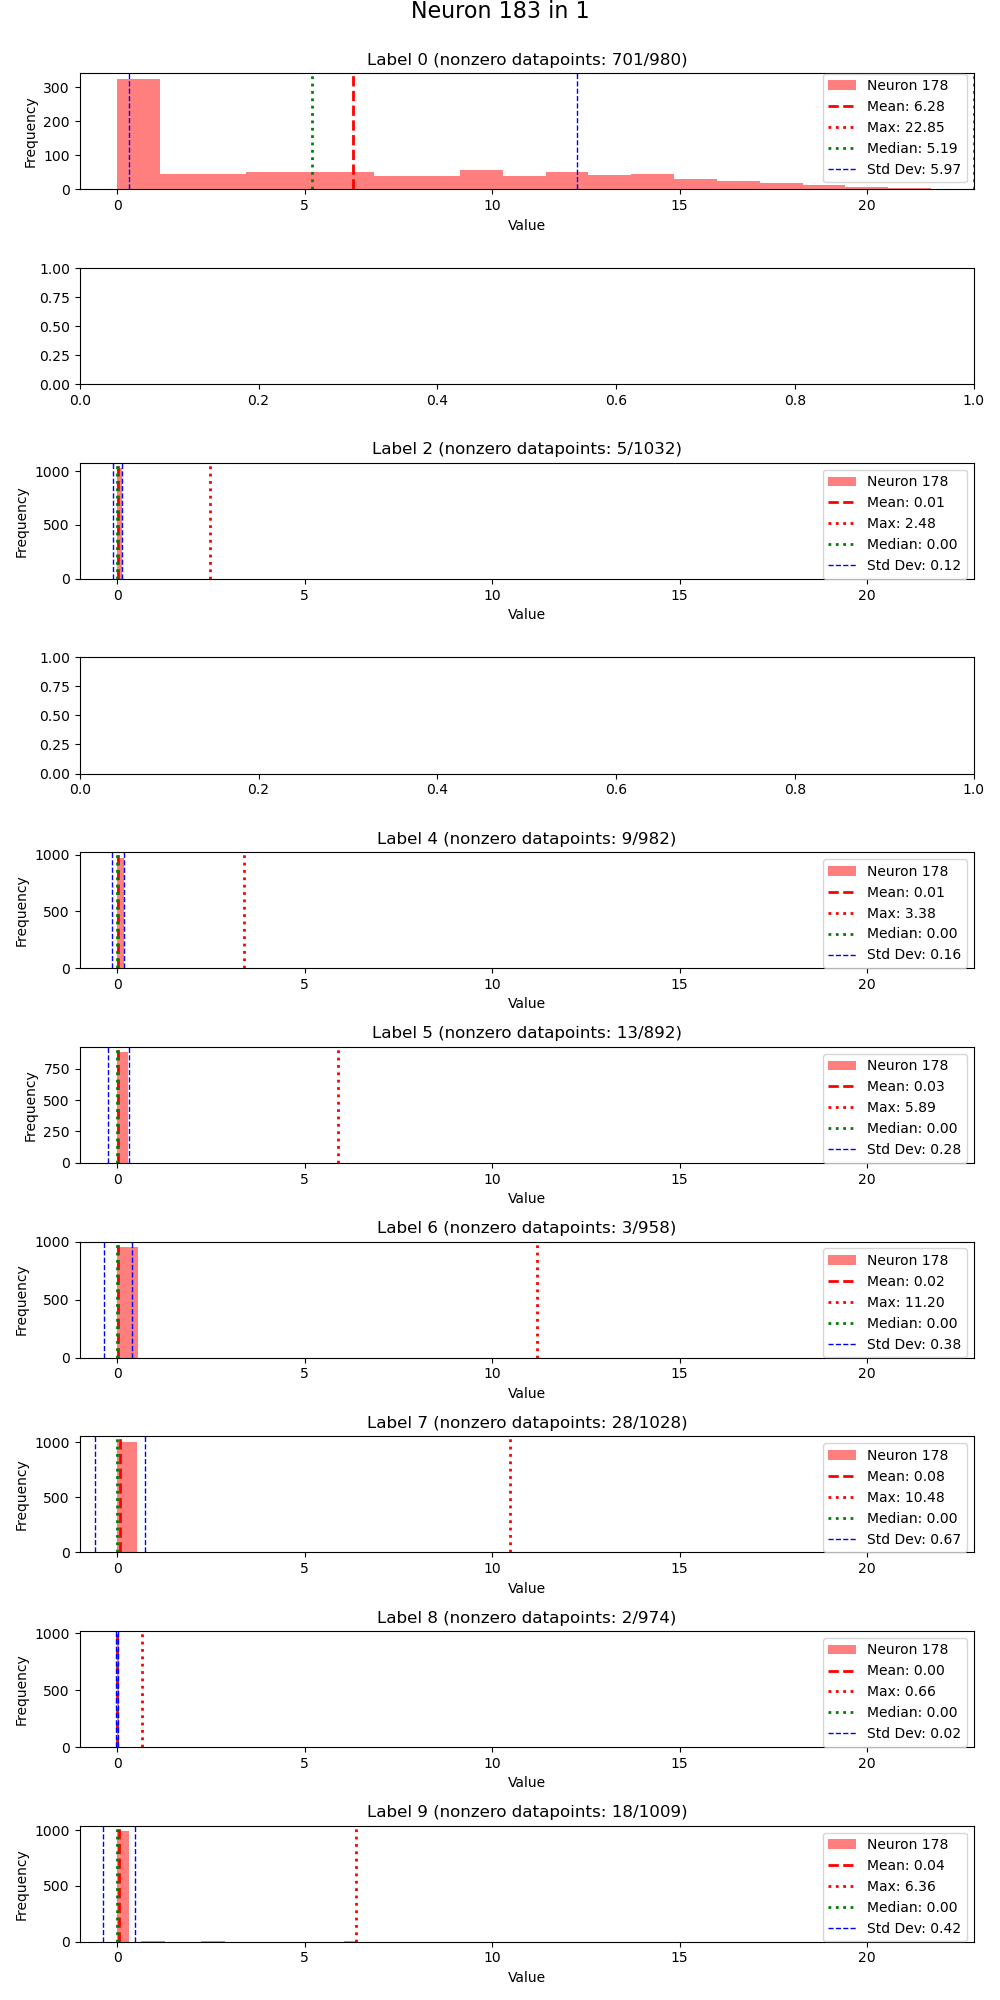 Neuron 183 in 1
Label 0 (nonzero datapoints: 701/980)
Frequency
300
200
100
0
Neuron 178
Mean: 6.28
Max: 22.85
Median: 5.19
Std Dev: 5.97
0 5 10 15 20
Value
1.00
0.75
0.50
0.25
0.00
0.0 0.2 0.4 0.6 0.8 1.0
Label 2 (nonzero datapoints: 5/1032)
Frequency
1000
500
0
Neuron 178
Mean: 0.01
Max: 2.48
Median: 0.00
Std Dev: 0.12
0 5 10 15 20
Value
1.00
0.75
0.50
0.25
0.00
0.0 0.2 0.4 0.6 0.8 1.0
Label 4 (nonzero datapoints: 9/982)
Frequency
1000
500
0
Neuron 178
Mean: 0.01
Max: 3.38
Median: 0.00
Std Dev: 0.16
0 5 10 15 20
Value
Label 5 (nonzero datapoints: 13/892)
Frequency
750
500
250
0
Neuron 178
Mean: 0.03
Max: 5.89
Median: 0.00
Std Dev: 0.28
0 5 10 15 20
Value
Label 6 (nonzero datapoints: 3/958)
Frequency
1000
500
0
Neuron 178
Mean: 0.02
Max: 11.20
Median: 0.00
Std Dev: 0.38
0 5 10 15 20
Value
Label 7 (nonzero datapoints: 28/1028)
Frequency
1000
500
0
Neuron 178
Mean: 0.08
Max: 10.48
Median: 0.00
Std Dev: 0.67
0 5 10 15 20
Value
Label 8 (nonzero datapoints: 2/974)
Frequency
1000
500
0
Neuron 178
Mean: 0.00
Max: 0.66
Median: 0.00
Std Dev: 0.02
0 5 10 15 20
Value
Label 9 (nonzero datapoints: 18/1009)
Frequency
1000
500
0
Neuron 178
Mean: 0.04
Max: 6.36
Median: 0.00
Std Dev: 0.42
0 5 10 15 20
Value